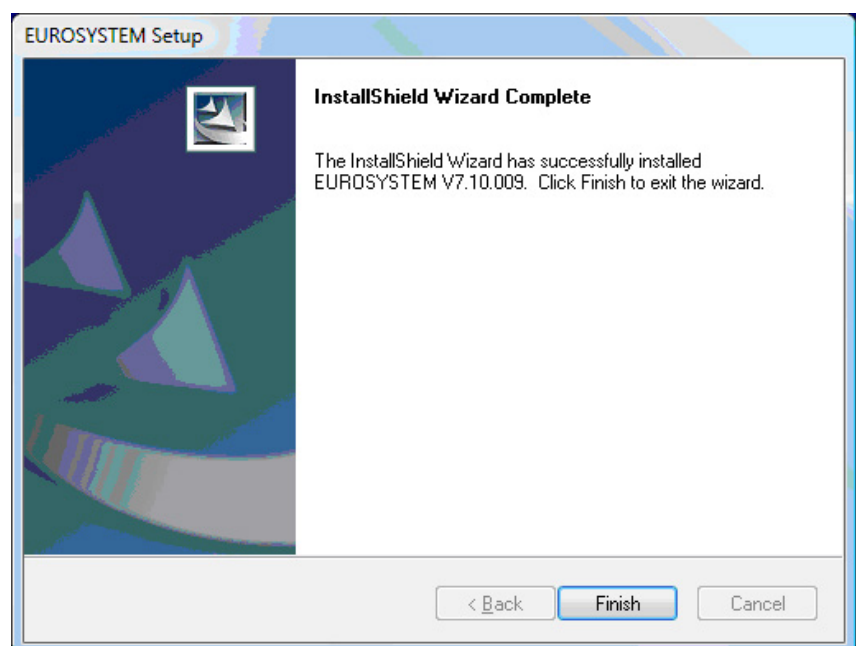 EUROSYSTEM Setup
InstallShield Wizard Complete
The InstallShield Wizard has successfully installed
EUROSYSTEM V7.10.009. Click Finish to exit the wizard.
< Back Finish Cancel